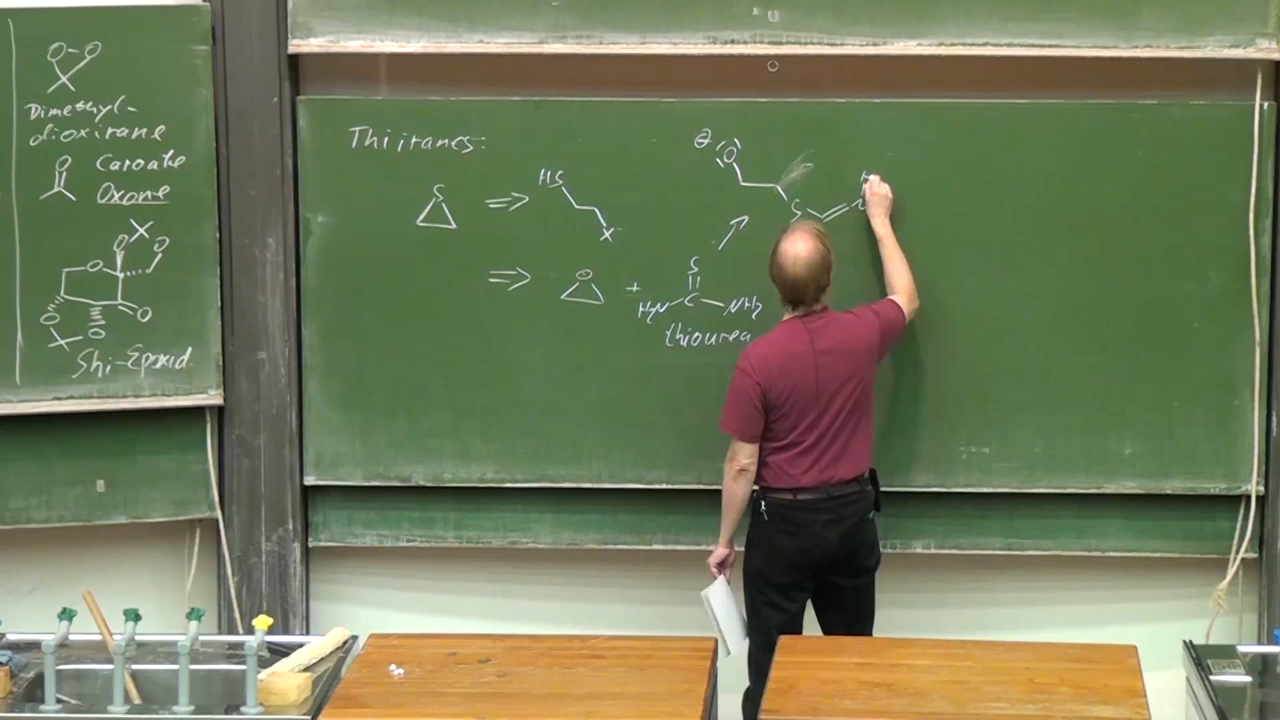 O-O
Dimethyl-
dioxirane
O Caroate
Oxone
O O
O
O O
O
Shi-Epoxid
Thiiranes:
S
⇒
HS
X
⇒
O
+
S
H₂N C NH₂
thiourea
⊖
O
S